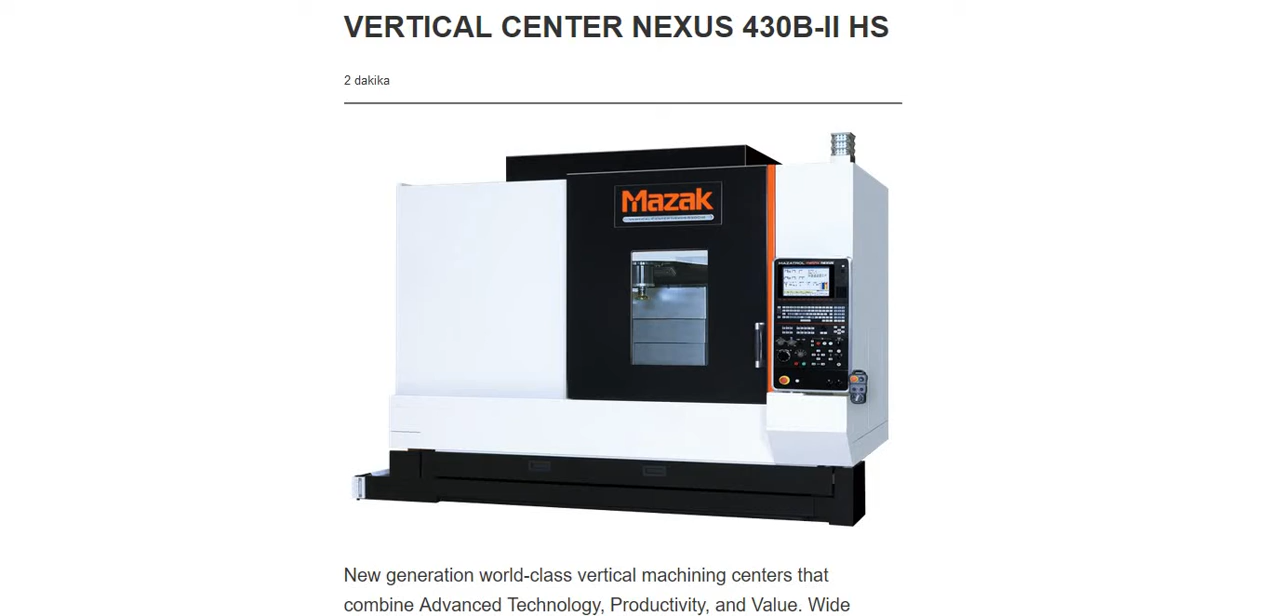 VERTICAL CENTER NEXUS 430B-II HS
2 dakika
Mazak
New generation world-class vertical machining centers that
combine Advanced Technology, Productivity, and Value. Wide